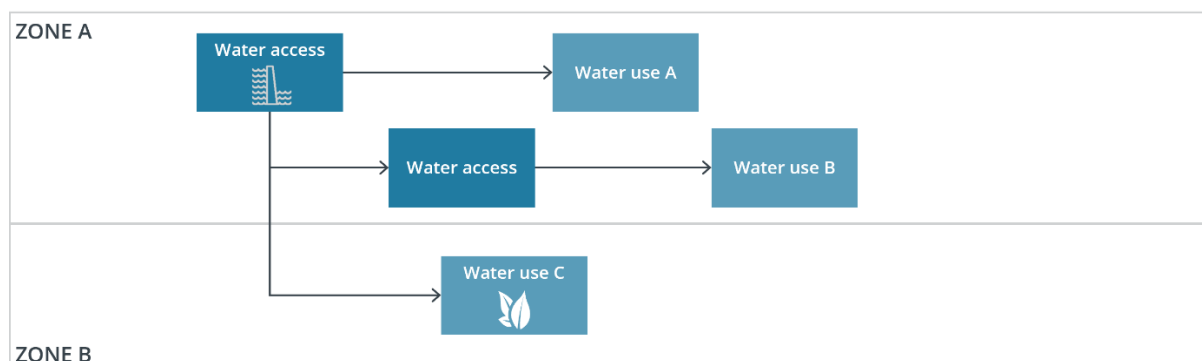 ZONE A
Water access
Water use A
Water access
Water use B
Water use C
ZONE B